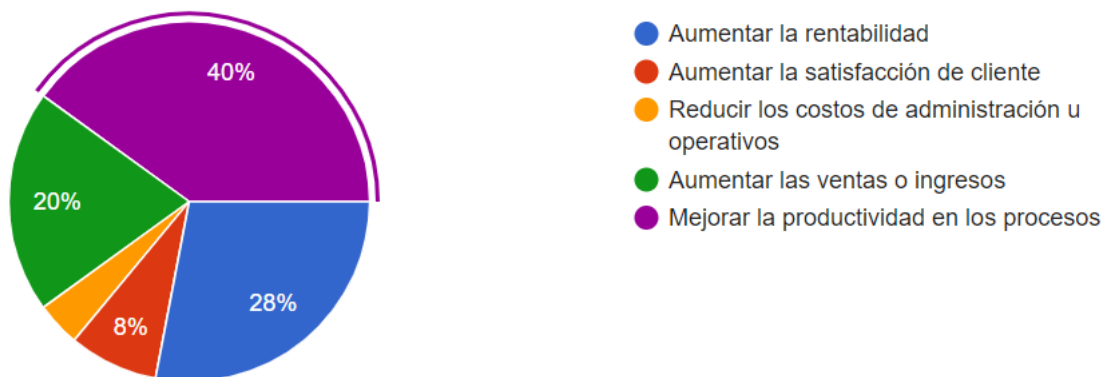 40%
20%
8%
28%
Aumentar la rentabilidad
Aumentar la satisfacción de cliente
Reducir los costos de administración u
operativos
Aumentar las ventas o ingresos
Mejorar la productividad en los procesos